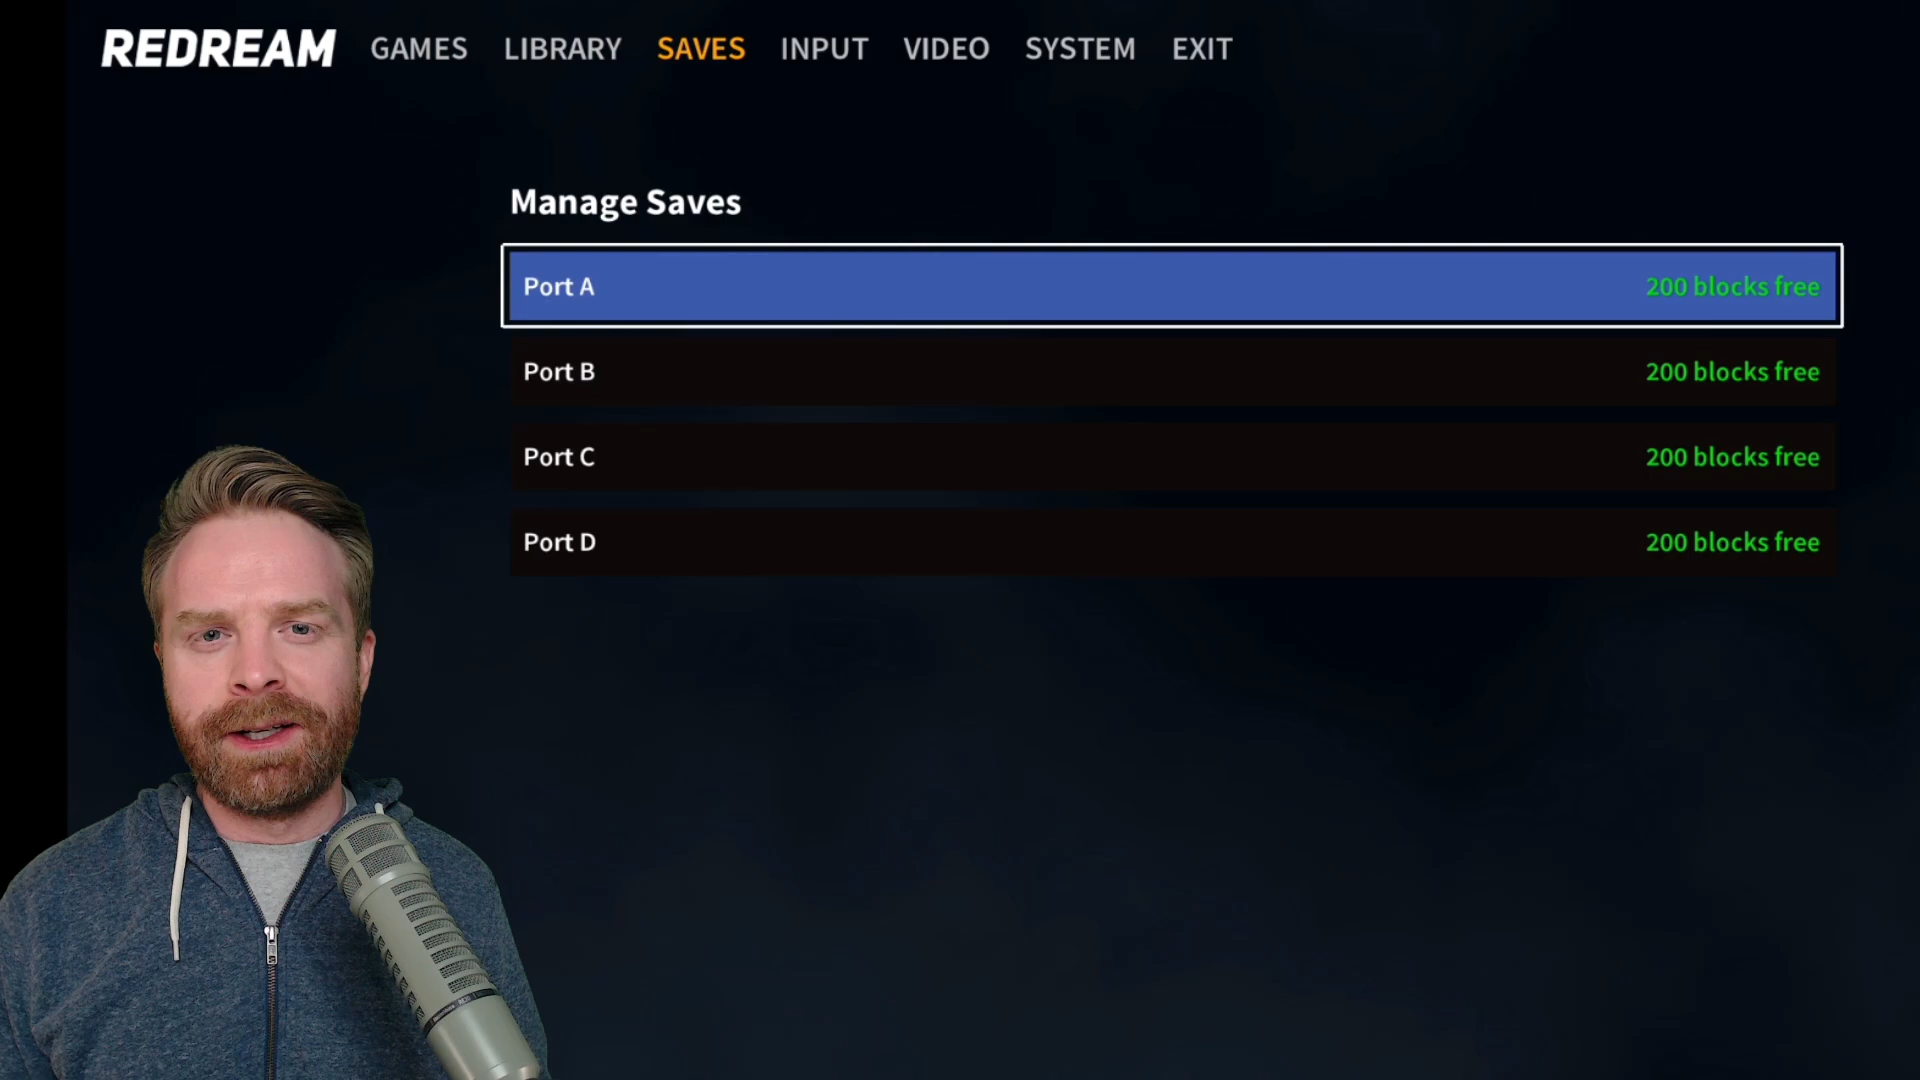 REDREAM GAMES LIBRARY SAVES INPUT VIDEO SYSTEM EXIT
Manage Saves
Port A 200 blocks free
Port B 200 blocks free
Port C 200 blocks free
Port D 200 blocks free